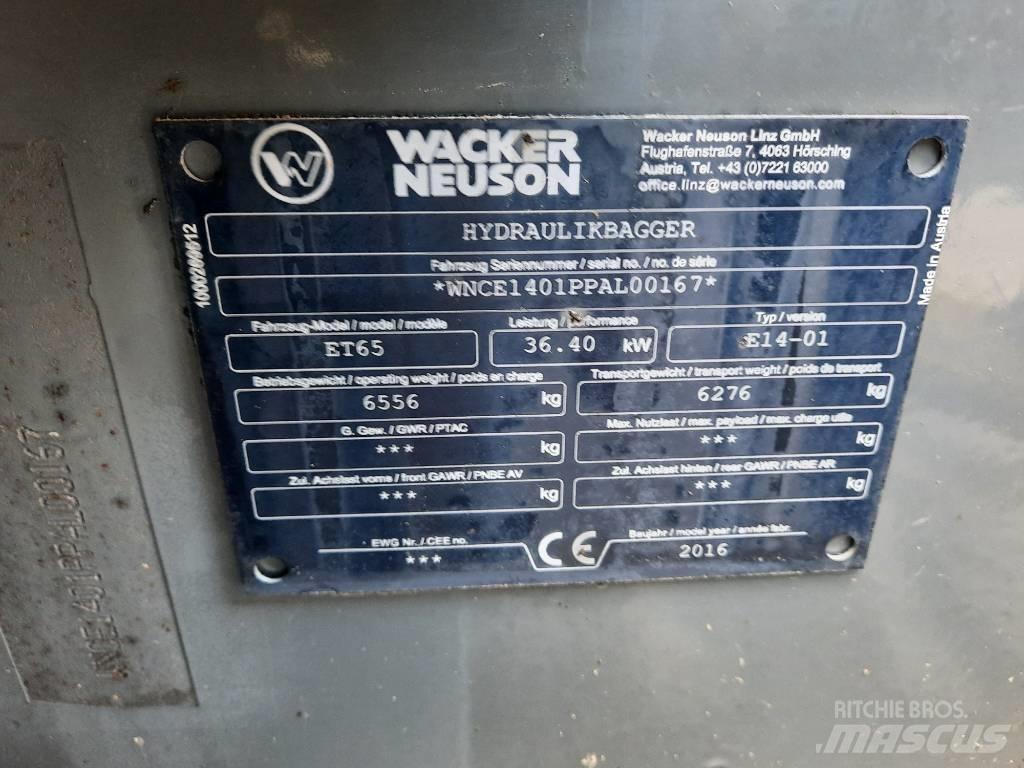 WACKER
NEUSON
Wacker Neuson Linz GmbH
Flughafenstraße 7, 4063 Hörsching
Austria, Tel. +43 (0)7221 63000
office.linz@wackerneuson.com
HYDRAULIKBAGGER
Fahrzeug Seriennummer / serial no. / no. de série
*WNCE1401PPAL00167*
Fahrzeug-Model / model / modèle
Leistung / performance
Typ / version
ET65
36.40 kW
E14-01
Betriebsgewicht / operating weight / poids en charge
Transportgewicht / transport weight / poids de transport
6556 kg
6276 kg
G. Gew. / GWR / PTAC
Max. Nutzlast / max. payload / max. charge utile
*** kg
*** kg
Zul. Achslast vorne / front GAWR / PNBE AV
Zul. Achslast hinten / rear GAWR / PNBE AR
*** kg
*** kg
EWG Nr. / CEE no.
***
CE
Baujahr / model year / année fabr.
2016
Made in Austria
WNCE1401PPAL00167
RITCHIE BROS.
MASCUS